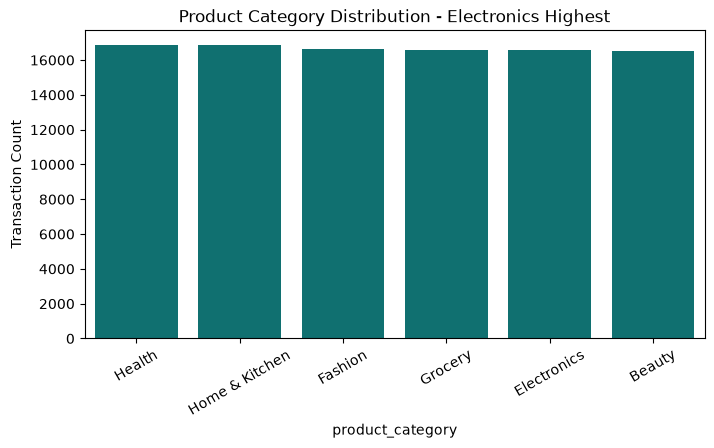 Product Category Distribution - Electronics Highest
Transaction Count
16000
14000
12000
10000
8000
6000
4000
2000
0
Health
Home & Kitchen
Fashion
Grocery
Electronics
Beauty
product_category